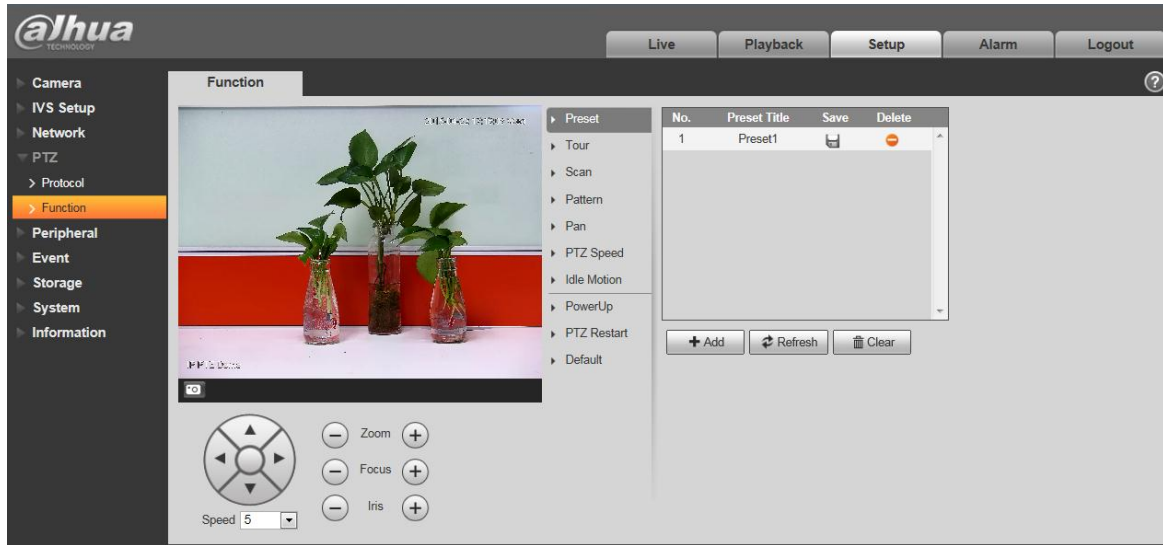 alhua
TECHNOLOGY
Live
Playback
Setup
Alarm
Logout
Camera
IVS Setup
Network
PTZ
Protocol
Function
Peripheral
Event
Storage
System
Information
Function
?
Preset
Tour
Scan
Pattern
Pan
PTZ Speed
Idle Motion
PowerUp
PTZ Restart
Default
No. Preset Title Save Delete
1 Preset1
Add
Refresh
Clear
Zoom
Focus
Iris
Speed 5